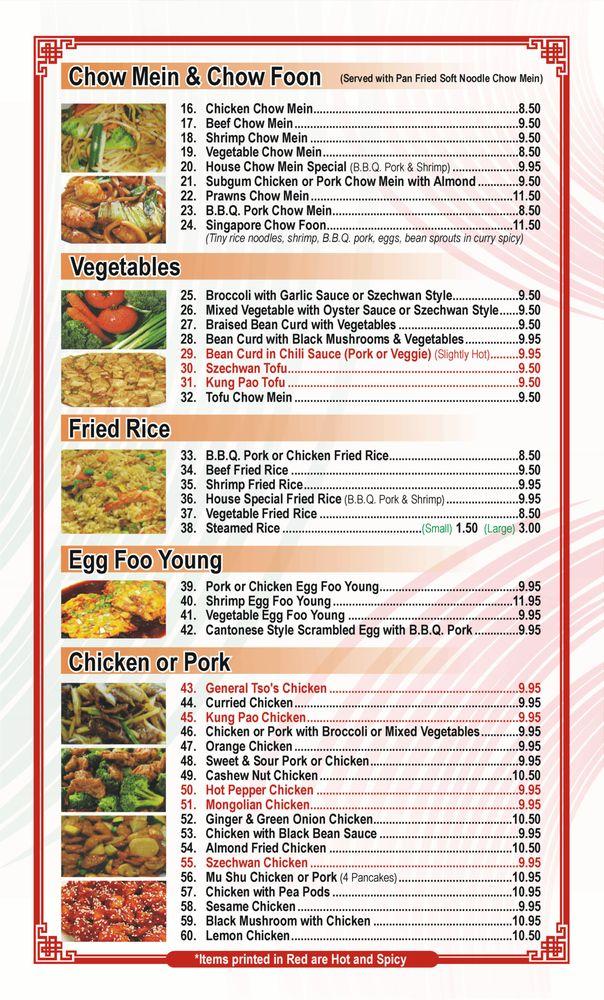 Chow Mein & Chow Foon (Served with Pan Fried Soft Noodle Chow Mein)
16. Chicken Chow Mein 8.50
17. Beef Chow Mein 9.50
18. Shrimp Chow Mein 9.50
19. Vegetable Chow Mein 8.50
20. House Chow Mein Special (B.B.Q. Pork & Shrimp) 9.95
21. Subgum Chicken or Pork Chow Mein with Almond 9.50
22. Prawns Chow Mein 11.50
23. B.B.Q. Pork Chow Mein 8.50
24. Singapore Chow Foon 11.50
(Tiny rice noodles, shrimp, B.B.Q. pork, eggs, bean sprouts in curry spicy)
Vegetables
25. Broccoli with Garlic Sauce or Szechwan Style 9.50
26. Mixed Vegetable with Oyster Sauce or Szechwan Style 9.50
27. Braised Bean Curd with Vegetables 9.50
28. Bean Curd with Black Mushrooms & Vegetables 9.95
29. Bean Curd in Chili Sauce (Pork or Veggie) (Slightly Hot) 9.95
30. Szechwan Tofu 9.50
31. Kung Pao Tofu 9.50
32. Tofu Chow Mein 9.50
Fried Rice
33. B.B.Q. Pork or Chicken Fried Rice 8.50
34. Beef Fried Rice 9.50
35. Shrimp Fried Rice 9.95
36. House Special Fried Rice (B.B.Q. Pork & Shrimp) 9.95
37. Vegetable Fried Rice 8.50
38. Steamed Rice (Small) 1.50 (Large) 3.00
Egg Foo Young
39. Pork or Chicken Egg Foo Young 9.95
40. Shrimp Egg Foo Young 11.95
41. Vegetable Egg Foo Young 9.95
42. Cantonese Style Scrambled Egg with B.B.Q. Pork 9.95
Chicken or Pork
43. General Tso's Chicken 9.95
44. Curried Chicken 9.95
45. Kung Pao Chicken 9.95
46. Chicken or Pork with Broccoli or Mixed Vegetables 9.95
47. Orange Chicken 9.95
48. Sweet & Sour Pork or Chicken 9.95
49. Cashew Nut Chicken 10.50
50. Hot Pepper Chicken 9.95
51. Mongolian Chicken 9.95
52. Ginger & Green Onion Chicken 10.50
53. Chicken with Black Bean Sauce 9.95
54. Almond Fried Chicken 10.50
55. Szechwan Chicken 9.95
56. Mu Shu Chicken or Pork (4 Pancakes) 10.95
57. Chicken with Pea Pods 10.95
58. Sesame Chicken 9.95
59. Black Mushroom with Chicken 10.95
60. Lemon Chicken 10.50
*Items printed in Red are Hot and Spicy